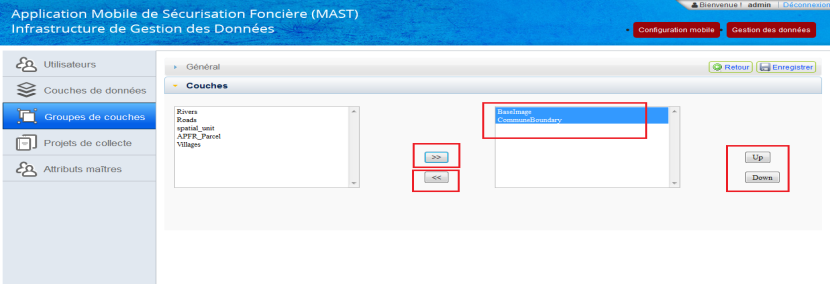 Application Mobile de Sécurisation Foncière (MAST)
Infrastructure de Gestion des Données
Bienvenue ! admin | Déconnexion
Configuration mobile
Gestion des données
Utilisateurs
Couches de données
Groupes de couches
Projets de collecte
Attributs maîtres
Général
Retour
Enregistrer
Couches
Rivers
Roads
spatial_unit
APFR_Parcel
Villages
>>
<<
BaseImage
CommuneBoundary
Up
Down